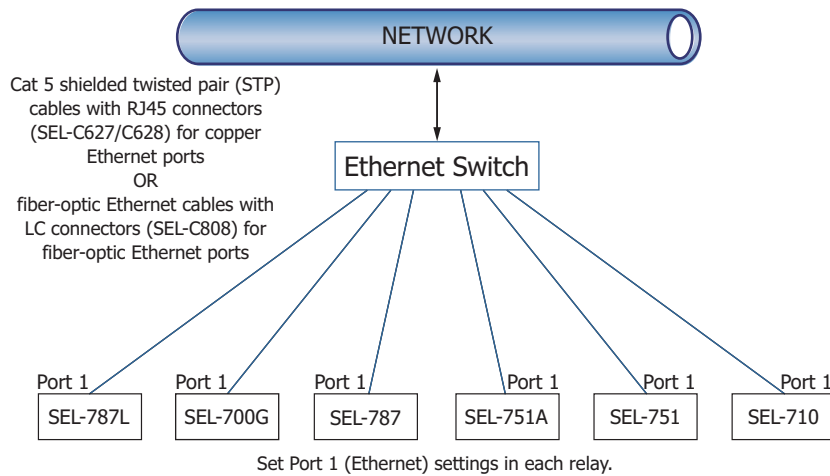 NETWORK
Cat 5 shielded twisted pair (STP)
cables with RJ45 connectors
(SEL-C627/C628) for copper
Ethernet ports
OR
fiber-optic Ethernet cables with
LC connectors (SEL-C808) for
fiber-optic Ethernet ports
Ethernet Switch
Port 1 Port 1 Port 1 Port 1 Port 1 Port 1
SEL-787L SEL-700G SEL-787 SEL-751A SEL-751 SEL-710
Set Port 1 (Ethernet) settings in each relay.